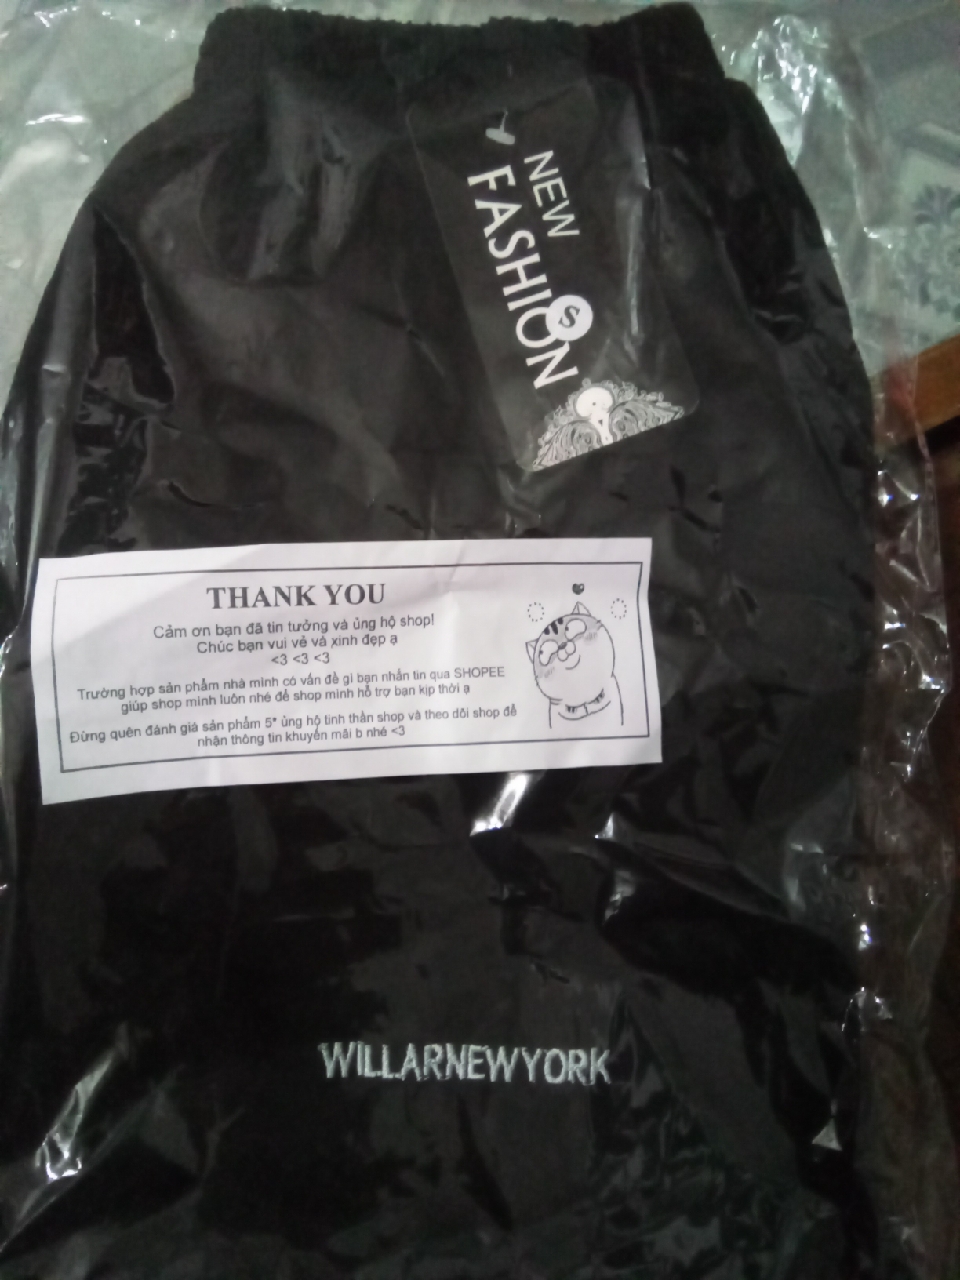 NEW
FASHION
S
THANK YOU
Cảm ơn bạn đã tin tưởng và ủng hộ shop!
Chúc bạn vui vẻ và xinh đẹp ạ
<3 <3 <3
Trường hợp sản phẩm nhà mình có vấn đề gì bạn nhắn tin qua SHOPEE
giúp shop mình luôn nhé để shop mình hỗ trợ bạn kịp thời ạ
Đừng quên đánh giá sản phẩm 5* ủng hộ tinh thần shop và theo dõi shop để
nhận thông tin khuyến mãi b nhé <3
WILLARNEWYORK